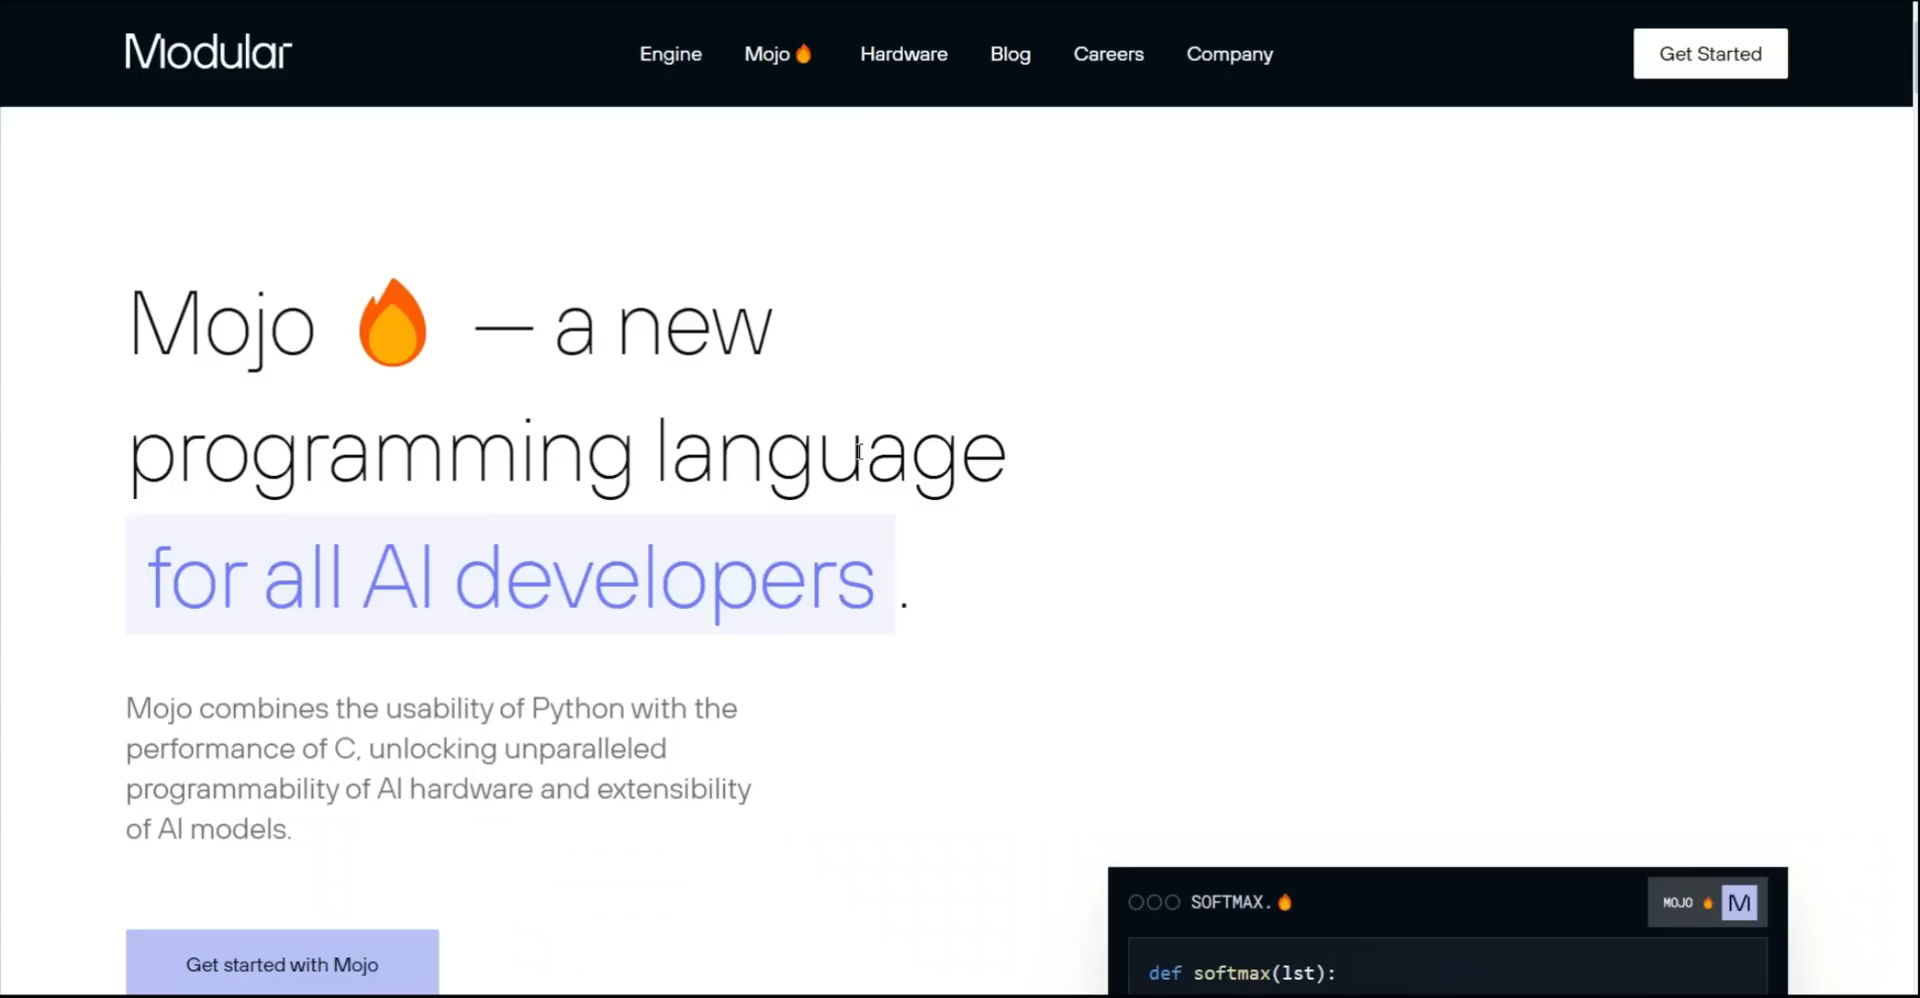 Modular
Engine
Mojo🔥
Hardware
Blog
Careers
Company
Get Started
Mojo 🔥 — a new
programming language
for all AI developers .
Mojo combines the usability of Python with the
performance of C, unlocking unparalleled
programmability of AI hardware and extensibility
of AI models.
Get started with Mojo
SOFTMAX.🔥
MOJO 🔥 M
def softmax(lst):